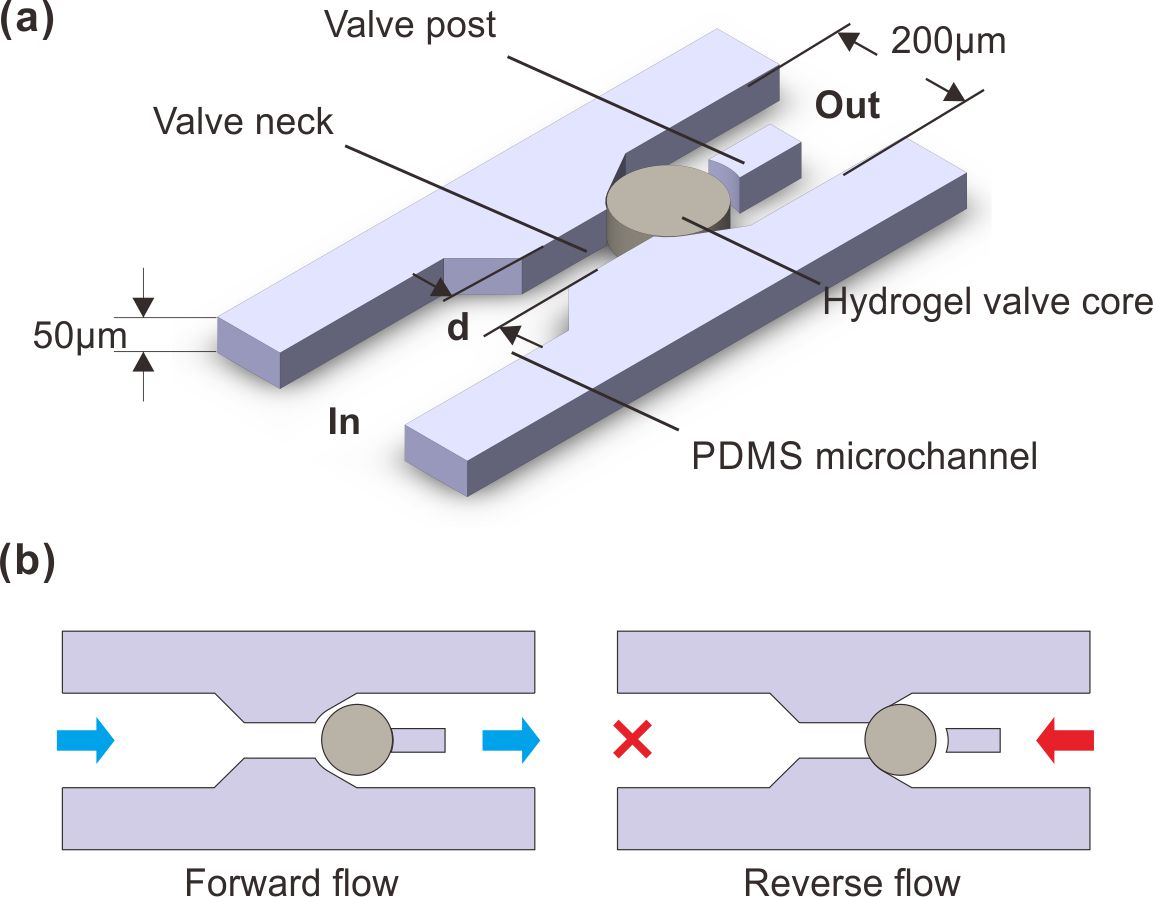 (a)
Valve post
200µm
Valve neck
Out
Hydrogel valve core
50µm
d
In
PDMS microchannel
(b)
Forward flow
Reverse flow